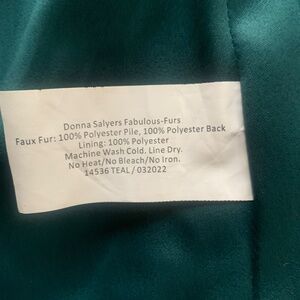 Donna Salyers Fabulous-Furs
Faux Fur: 100% Polyester Pile, 100% Polyester Back
Lining: 100% Polyester
Machine Wash Cold. Line Dry.
No Heat/No Bleach/No Iron.
14536 TEAL / 032022